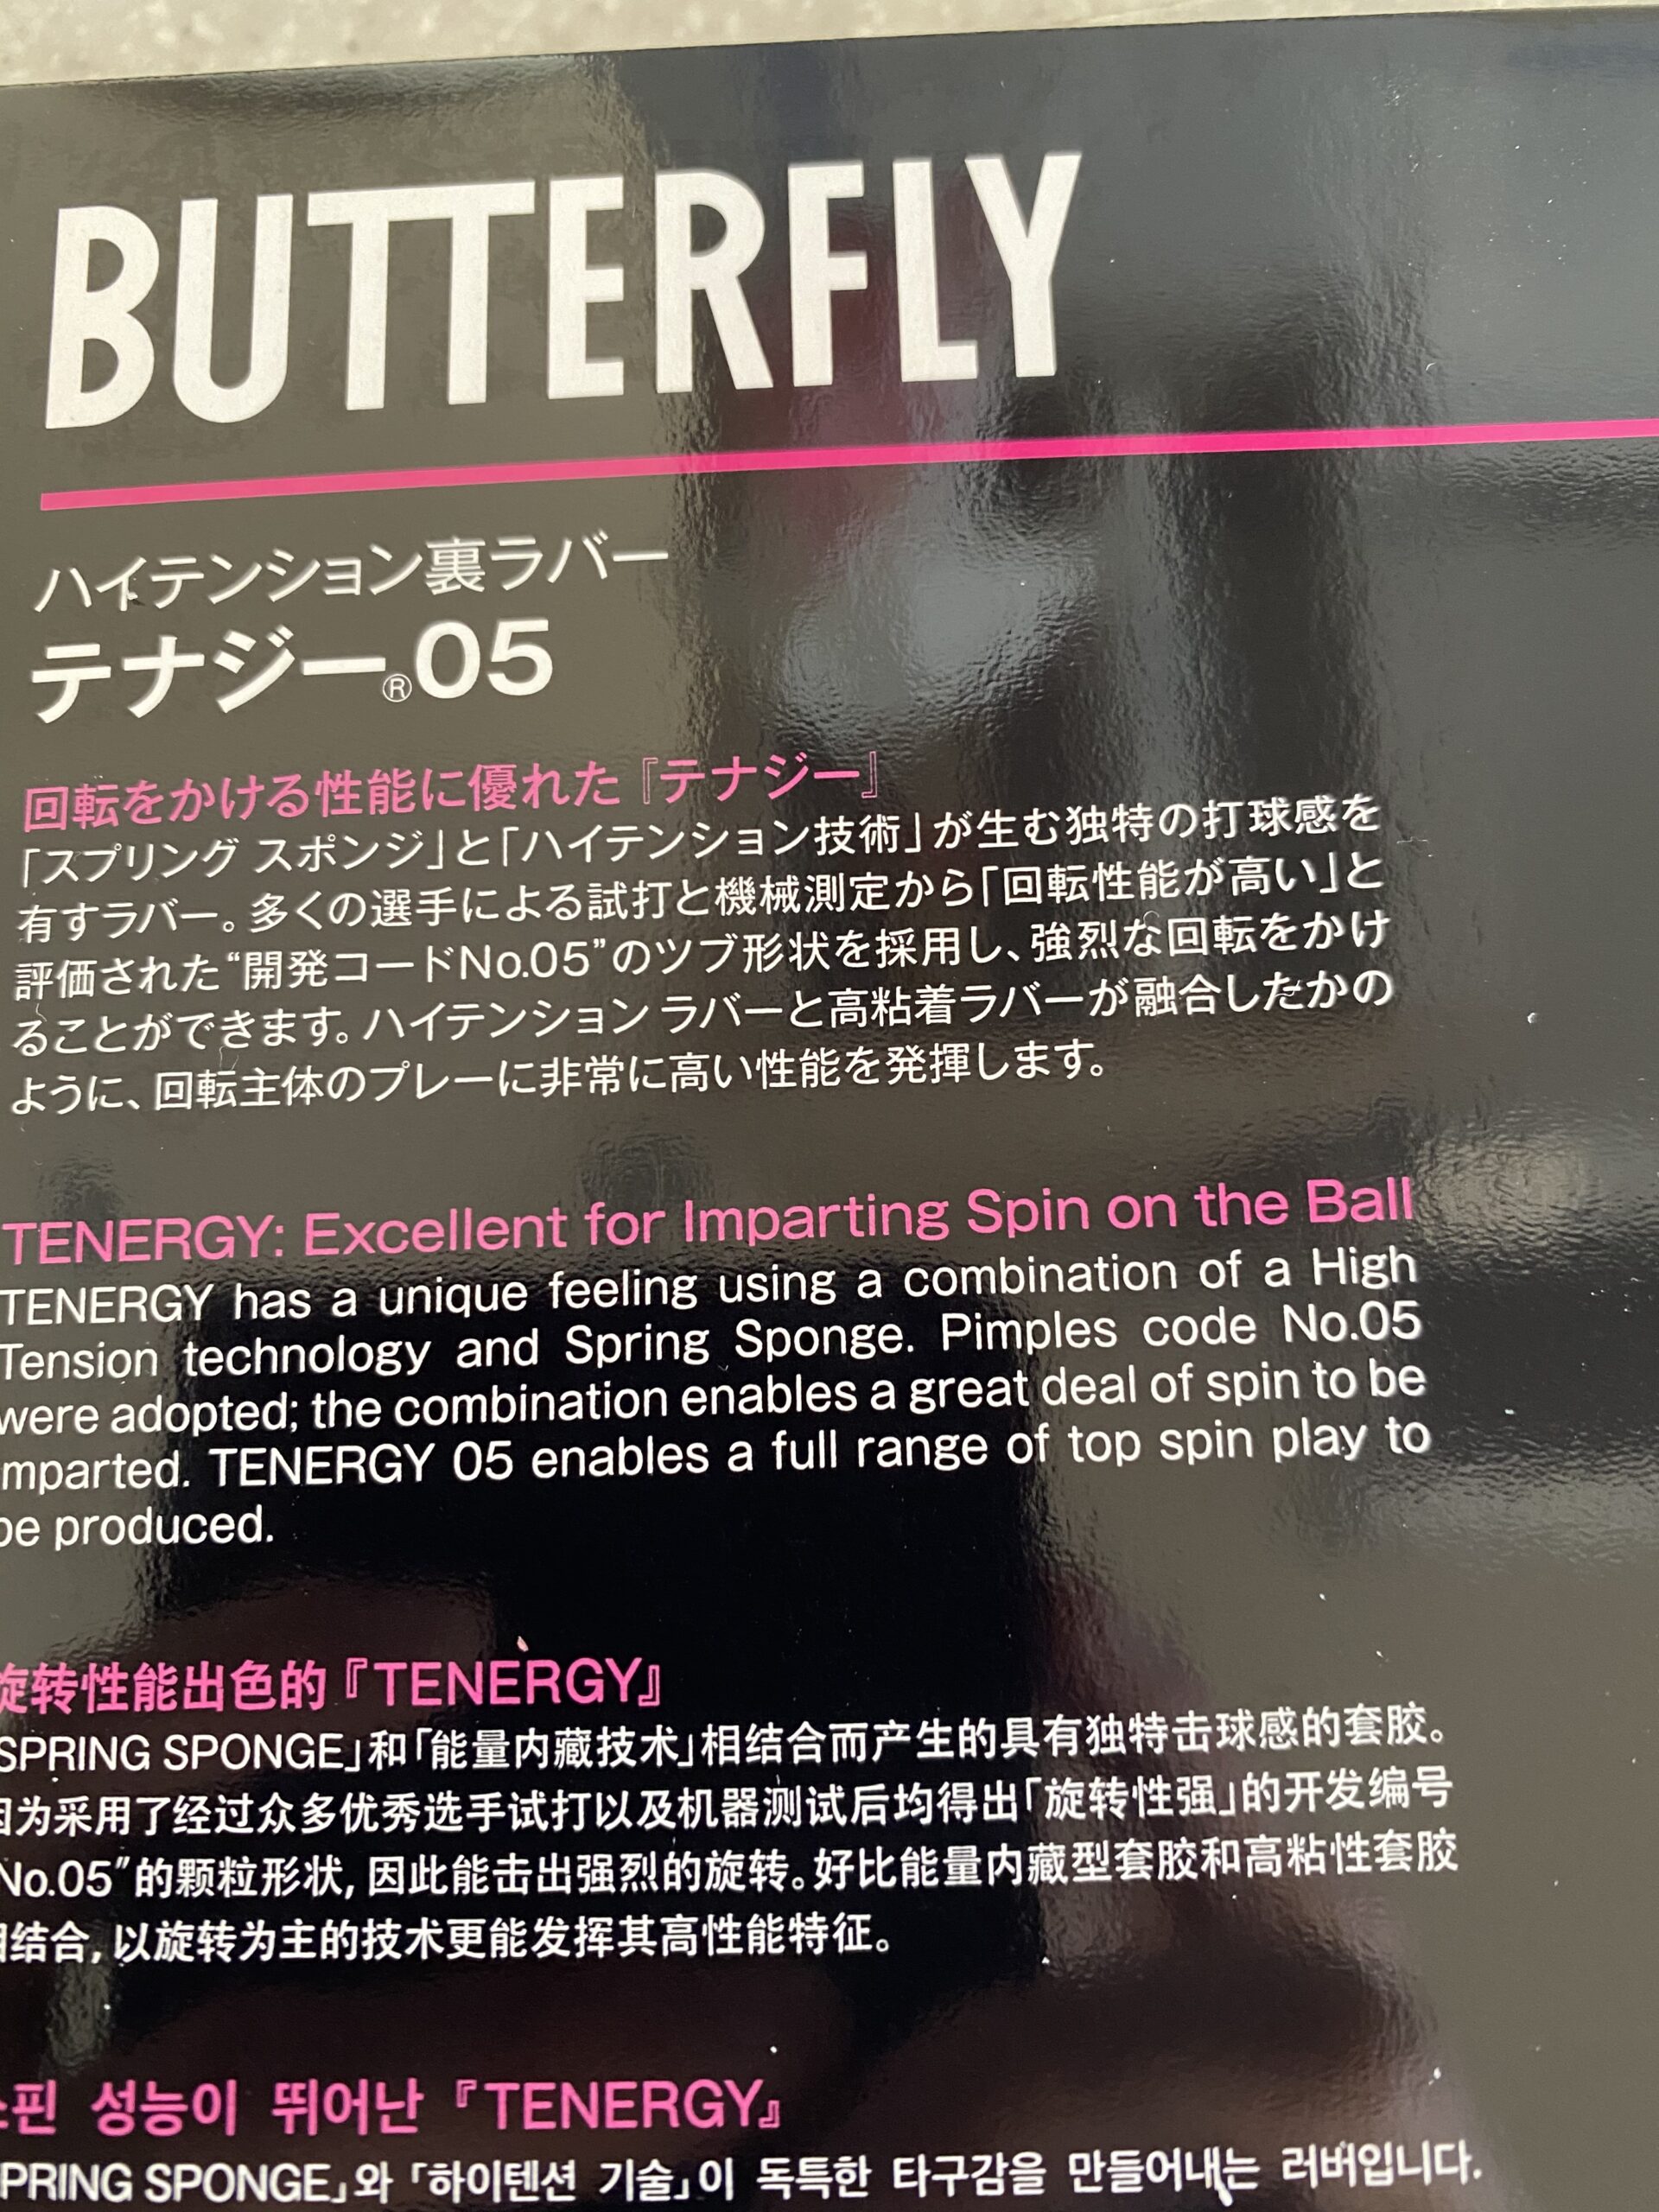 BUTTERFLY
ハイテンション裏ラバー
テナジー®05
回転をかける性能に優れた『テナジー』
「スプリング スポンジ」と「ハイテンション技術」が生む独特の打球感を
有すラバー。多くの選手による試打と機械測定から「回転性能が高い」と
評価された“開発コードNo.05”のツブ形状を採用し、強烈な回転をかけ
ることができます。ハイテンション ラバーと高粘着ラバーが融合したかの
ように、回転主体のプレーに非常に高い性能を発揮します。
TENERGY: Excellent for Imparting Spin on the Ball
TENERGY has a unique feeling using a combination of a High
Tension technology and Spring Sponge. Pimples code No.05
were adopted; the combination enables a great deal of spin to be
mparted. TENERGY 05 enables a full range of top spin play to
be produced.
旋转性能出色的『TENERGY』
SPRING SPONGE」和「能量内藏技术」相结合而产生的具有独特击球感的套胶。
因为采用了经过众多优秀选手试打以及机器测试后均得出「旋转性强」的开发编号
No.05”的颗粒形状, 因此能击出强烈的旋转。好比能量内藏型套胶和高粘性套胶
相结合, 以旋转为主的技术更能发挥其高性能特征。
스핀 성능이 뛰어난 『TENERGY』
PRING SPONGE」와 「하이텐션 기술」이 독특한 타구감을 만들어내는 러버입니다.